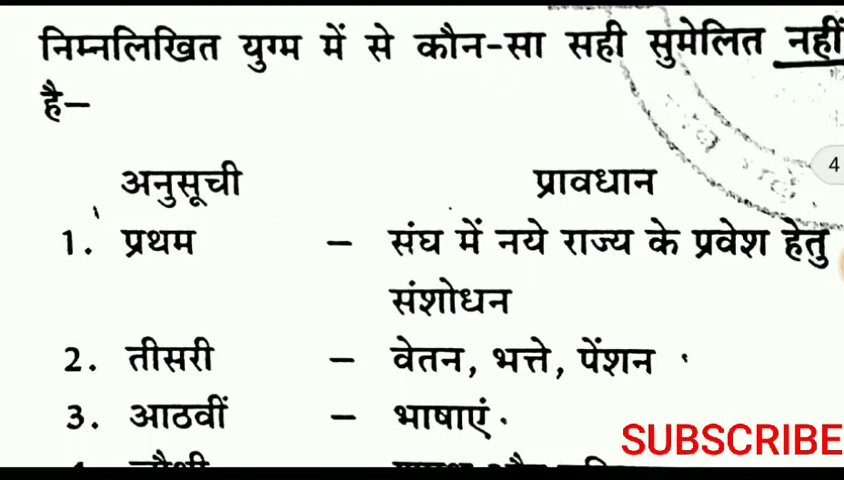 निम्नलिखित युग्म में से कौन-सा सही सुमेलित नहीं
है–
4
अनुसूची प्रावधान
1. प्रथम – संघ में नये राज्य के प्रवेश हेतु
संशोधन
2. तीसरी – वेतन, भत्ते, पेंशन
3. आठवीं – भाषाएं.
SUBSCRIBE